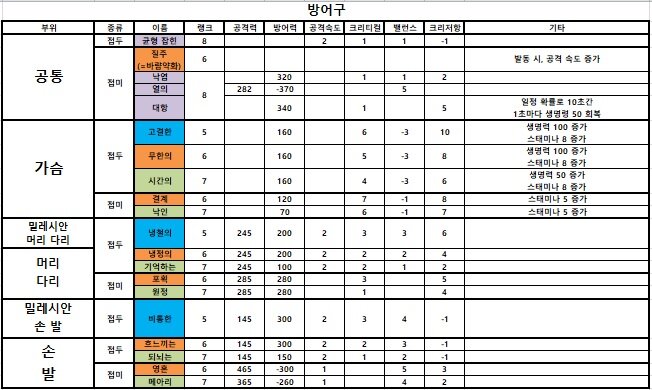 방어구
부위 종류 이름 랭크 공격력 방어력 공격속도 크리티컬 밸런스 크리저항 기타
공통 접두 균형 잡힌 8 2 1 1 -1
접미 질주 (=바람약화) 6 발동 시, 공격 속도 증가
낙엽 8 320 1 1 2
열의 282 -370 5
대항 340 1 5 일정 확률로 10초간
1초마다 생명령 50 회복
가슴 접두 고결한 5 160 6 -3 10 생명력 100 증가
스태미나 8 증가
무한의 6 160 5 -3 8 생명력 100 증가
스태미나 8 증가
시간의 7 160 4 -3 6 생명력 50 증가
스태미나 8 증가
접미 결계 6 120 7 -1 8 스태미나 5 증가
낙인 7 70 6 -1 7 스태미나 5 증가
밀레시안
머리 다리 접두 냉철의 5 245 200 2 3 3 6
머리
다리 냉정의 6 245 200 2 2 2 4
기억하는 7 245 100 2 2 1 2
접미 포획 6 285 280 3 5
원정 7 285 280 1 4
밀레시안
손 발 접두 비통한 5 145 300 2 3 4 -1
손
발 접두 흐느끼는 6 145 300 2 2 3 -1
되뇌는 7 145 150 2 1 2 -1
접미 영혼 6 465 -300 1 5 3
메아리 7 365 -260 1 4 2